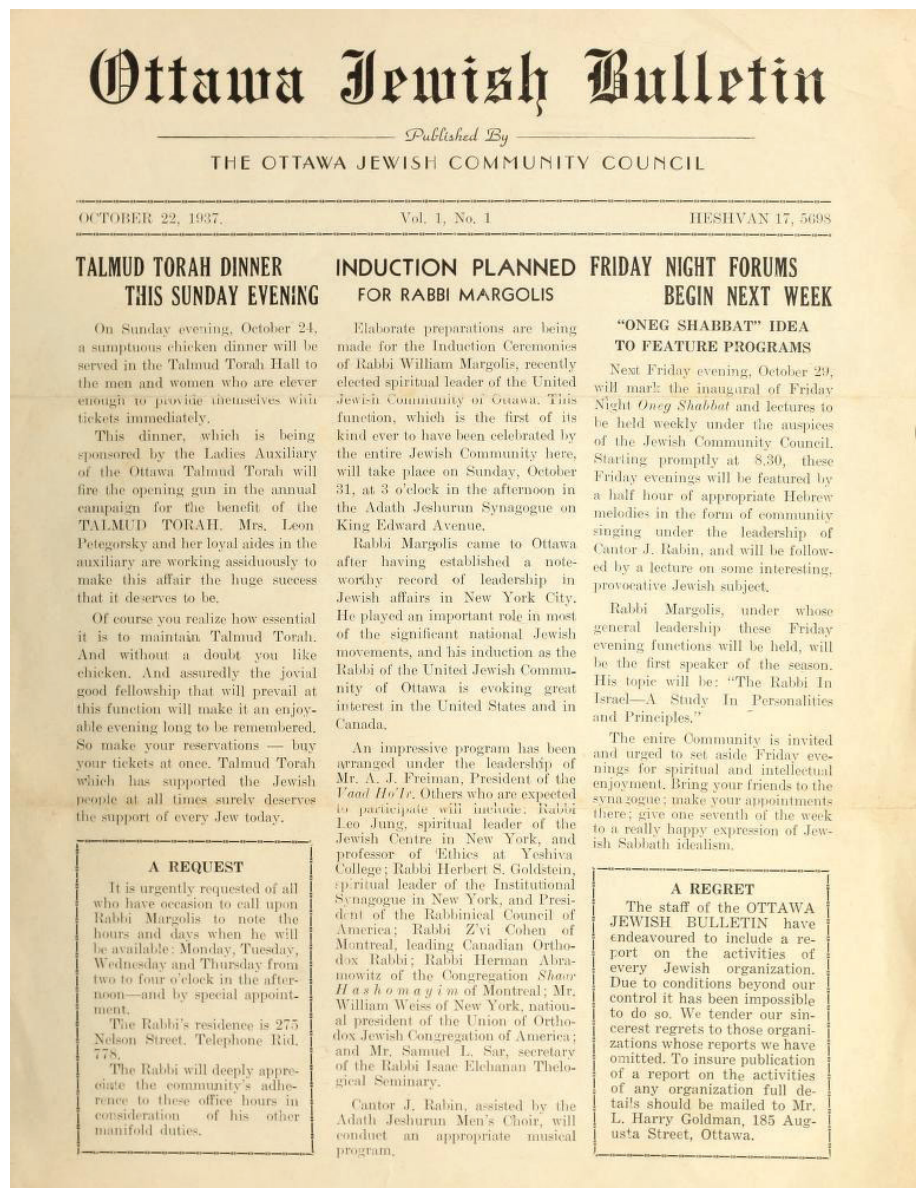 Ottawa Jewish Bulletin
Published By
THE OTTAWA JEWISH COMMUNITY COUNCIL
OCTOBER 22, 1937. Vol. 1, No. 1 HESHVAN 17, 5698
TALMUD TORAH DINNER
THIS SUNDAY EVENING
On Sunday evening, October 24,
a sumptuous chicken dinner will be
served in the Talmud Torah Hall to
the men and women who are clever
enough to provide themselves with
tickets immediately.
This dinner, which is being
sponsored by the Ladies Auxiliary
of the Ottawa Talmud Torah will
fire the opening gun in the annual
campaign for the benefit of the
TALMUD TORAH. Mrs. Leon
Petegorsky and her loyal aides in the
auxiliary are working assiduously to
make this affair the huge success
that it deserves to be.
Of course you realize how essential
it is to maintain Talmud Torah.
And without a doubt you like
chicken. And assuredly the jovial
good fellowship that will prevail at
this function will make it an enjoy-
able evening long to be remembered.
So make your reservations — buy
your tickets at once. Talmud Torah
which has supported the Jewish
people at all times surely deserves
the support of every Jew today.
A REQUEST
It is urgently requested of all
who have occasion to call upon
Rabbi Margolis to note the
hours and days when he will
be available: Monday, Tuesday,
Wednesday and Thursday from
two to four o'clock in the after-
noon—and by special appoint-
ment.
The Rabbi's residence is 275
Nelson Street. Telephone Rid.
778.
The Rabbi will deeply appre-
ciate the community's adhe-
rence to these office hours in
consideration of his other
manifold duties.
INDUCTION PLANNED
FOR RABBI MARGOLIS
Elaborate preparations are being
made for the Induction Ceremonies
of Rabbi William Margolis, recently
elected spiritual leader of the United
Jewish Community of Ottawa. This
function, which is the first of its
kind ever to have been celebrated by
the entire Jewish Community here,
will take place on Sunday, October
31, at 3 o'clock in the afternoon in
the Adath Jeshurun Synagogue on
King Edward Avenue.
Rabbi Margolis came to Ottawa
after having established a note-
worthy record of leadership in
Jewish affairs in New York City.
He played an important role in most
of the significant national Jewish
movements, and his induction as the
Rabbi of the United Jewish Commu-
nity of Ottawa is evoking great
interest in the United States and in
Canada.
An impressive program has been
arranged under the leadership of
Mr. A. J. Freiman, President of the
Vaad Ho'Ir. Others who are expected
to participate will include: Rabbi
Leo Jung, spiritual leader of the
Jewish Centre in New York, and
professor of Ethics at Yeshiva
College; Rabbi Herbert S. Goldstein,
spiritual leader of the Institutional
Synagogue in New York, and Presi-
dent of the Rabbinical Council of
America; Rabbi Z'vi Cohen of
Montreal, leading Canadian Ortho-
dox Rabbi; Rabbi Herman Abra-
mowitz of the Congregation Shaar
Hashomayim of Montreal; Mr.
William Weiss of New York, nation-
al president of the Union of Ortho-
dox Jewish Congregation of America;
and Mr. Samuel L. Sar, secretary
of the Rabbi Isaac Elchanan Thelo-
gical Seminary.
Cantor J. Rabin, assisted by the
Adath Jeshurun Men's Choir, will
conduct an appropriate musical
program.
FRIDAY NIGHT FORUMS
BEGIN NEXT WEEK
"ONEG SHABBAT" IDEA
TO FEATURE PROGRAMS
Next Friday evening, October 29,
will mark the inaugural of Friday
Night Oneg Shabbat and lectures to
be held weekly under the auspices
of the Jewish Community Council.
Starting promptly at 8.30, these
Friday evenings will be featured by
a half hour of appropriate Hebrew
melodies in the form of community
singing under the leadership of
Cantor J. Rabin, and will be follow-
ed by a lecture on some interesting,
provocative Jewish subject.
Rabbi Margolis, under whose
general leadership these Friday
evening functions will be held, will
be the first speaker of the season.
His topic will be: "The Rabbi In
Israel—A Study In Personalities
and Principles."
The enire Community is invited
and urged to set aside Friday eve-
nings for spiritual and intellectual
enjoyment. Bring your friends to the
synagogue; make your appointments
there; give one seventh of the week
to a really happy expression of Jew-
ish Sabbath idealism.
A REGRET
The staff of the OTTAWA
JEWISH BULLETIN have
endeavoured to include a re-
port on the activities of
every Jewish organization.
Due to conditions beyond our
control it has been impossible
to do so. We tender our sin-
cerest regrets to those organi-
zations whose reports we have
omitted. To insure publication
of a report on the activities
of any organization full de-
tails should be mailed to Mr.
L. Harry Goldman, 185 Aug-
usta Street, Ottawa.